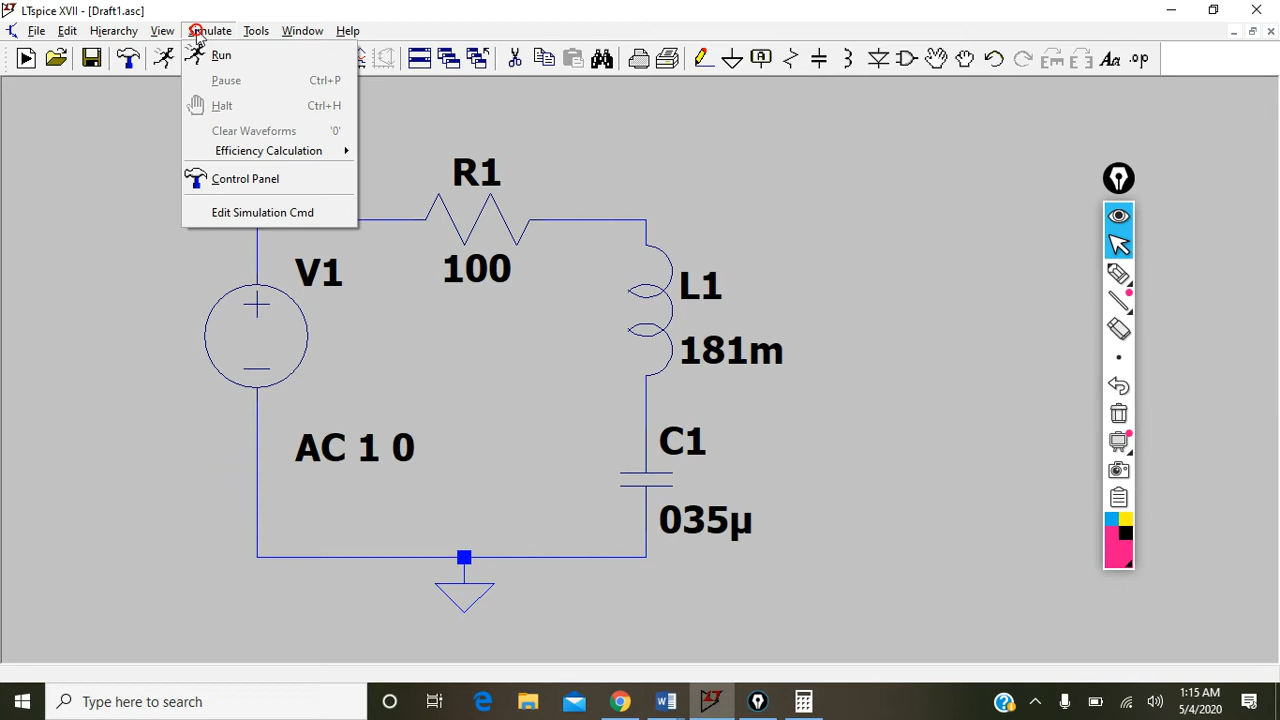 LTspice XVII - [Draft1.asc]
File Edit Hierarchy View Simulate Tools Window Help
A Aa .op
Run
Pause Ctrl+P
Halt Ctrl+H
Clear Waveforms '0'
Efficiency Calculation
Control Panel
Edit Simulation Cmd
R1
100
V1
AC 1 0
L1
181m
C1
035µ
Type here to search
1:15 AM
5/4/2020